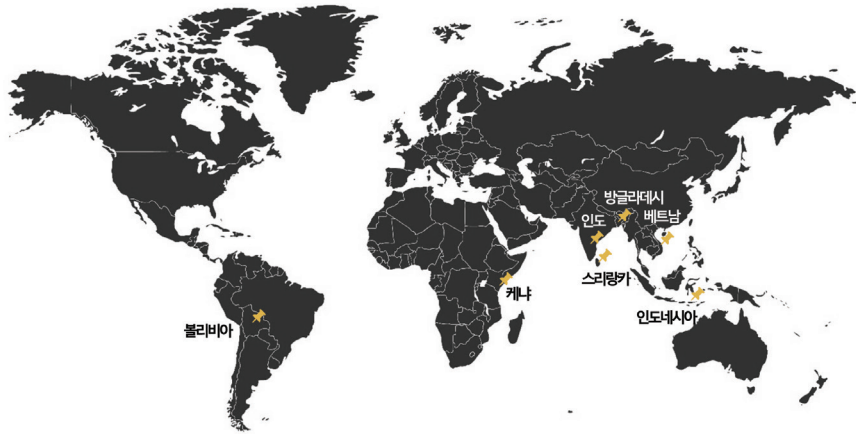 방글라데시
인도
베트남
스리랑카
케냐
인도네시아
볼리비아